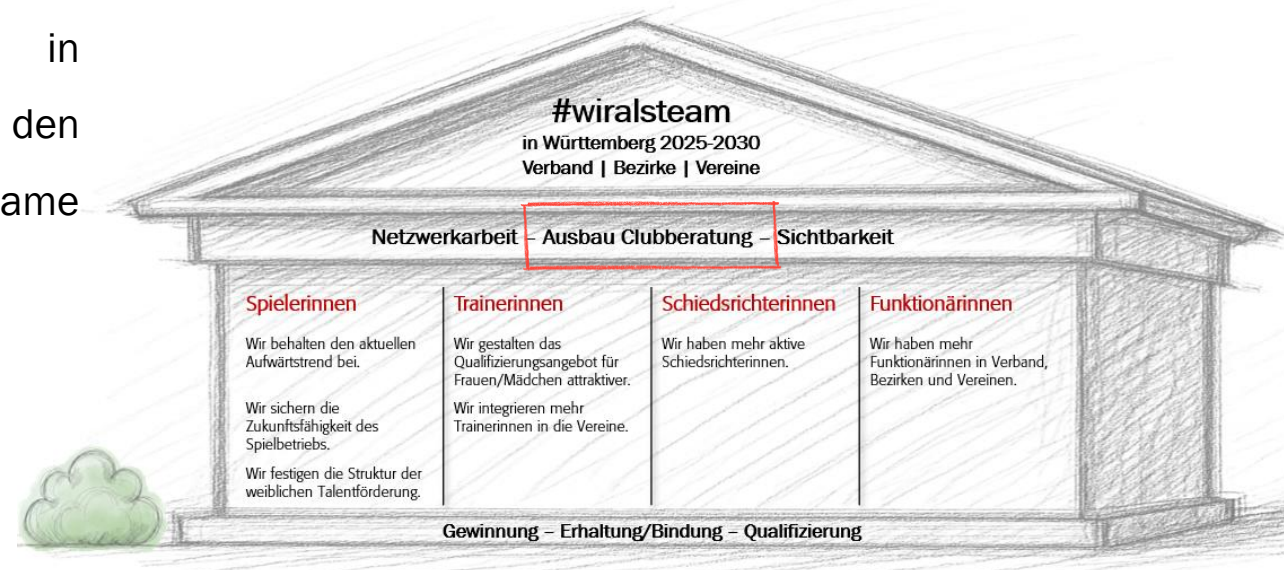 in
den
ame
#wiralsteam
in Württemberg 2025-2030
Verband | Bezirke | Vereine
Netzwerkarbeit – Ausbau Clubberatung – Sichtbarkeit
Spielerinnen
Wir behalten den aktuellen
Aufwärtstrend bei.
Wir sichern die
Zukunftsfähigkeit des
Spielbetriebs.
Wir festigen die Struktur der
weiblichen Talentförderung.
Trainerinnen
Wir gestalten das
Qualifizierungsangebot für
Frauen/Mädchen attraktiver.
Wir integrieren mehr
Trainerinnen in die Vereine.
Schiedsrichterinnen
Wir haben mehr aktive
Schiedsrichterinnen.
Funktionärinnen
Wir haben mehr
Funktionärinnen in Verband,
Bezirken und Vereinen.
Gewinnung – Erhaltung/Bindung – Qualifizierung